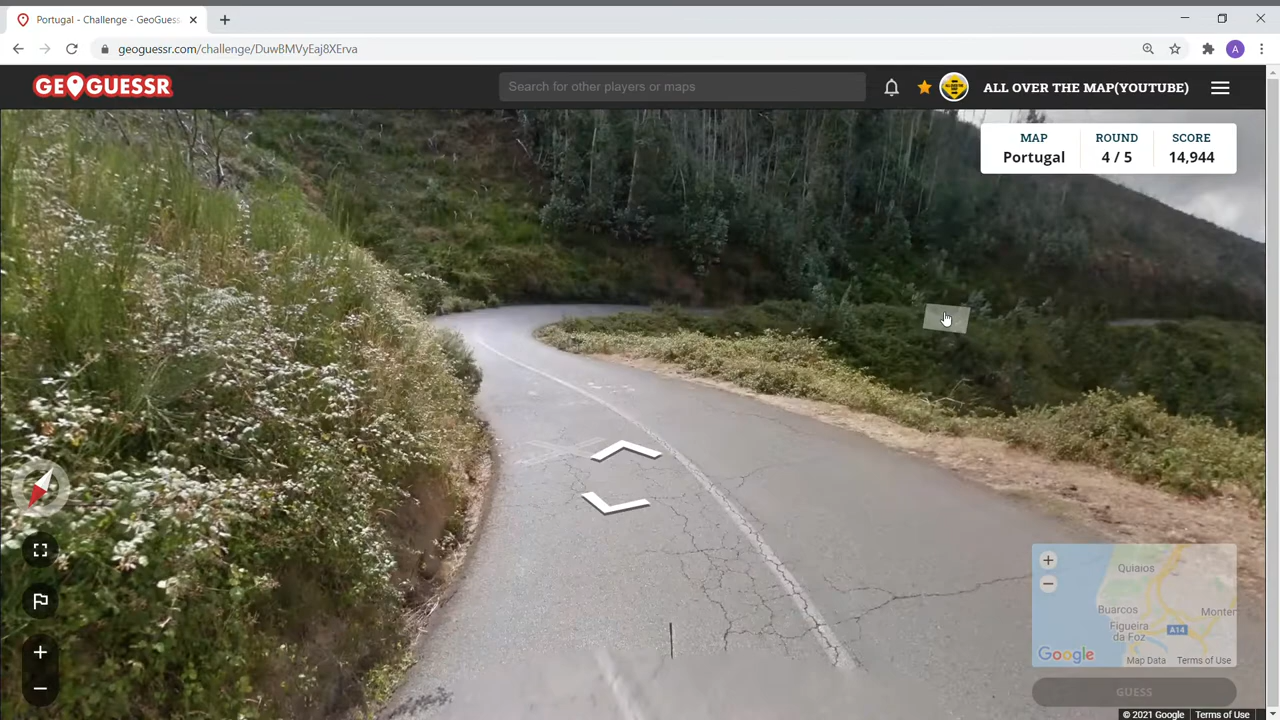 Portugal - Challenge - GeoGuess
geoguessr.com/challenge/DuwBMVyEaj8XErva
A
GEOGUESSR
Search for other players or maps
ALL OVER THE MAP(YOUTUBE)
MAP ROUND SCORE
Portugal 4 / 5 14,944
Quiaios
Buarcos
Monte
Figueira
da Foz
A14
Google
Map Data Terms of Use
GUESS
© 2021 Google Terms of Use